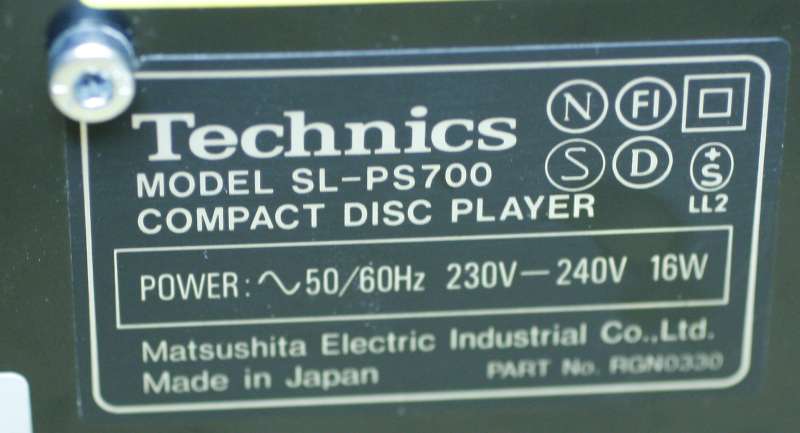 Technics
N FI
MODEL SL-PS700
S D +S
COMPACT DISC PLAYER
LL2
POWER: ∿50/60Hz 230V—240V 16W
Matsushita Electric Industrial Co.,Ltd.
Made in Japan PART No. RGN0330